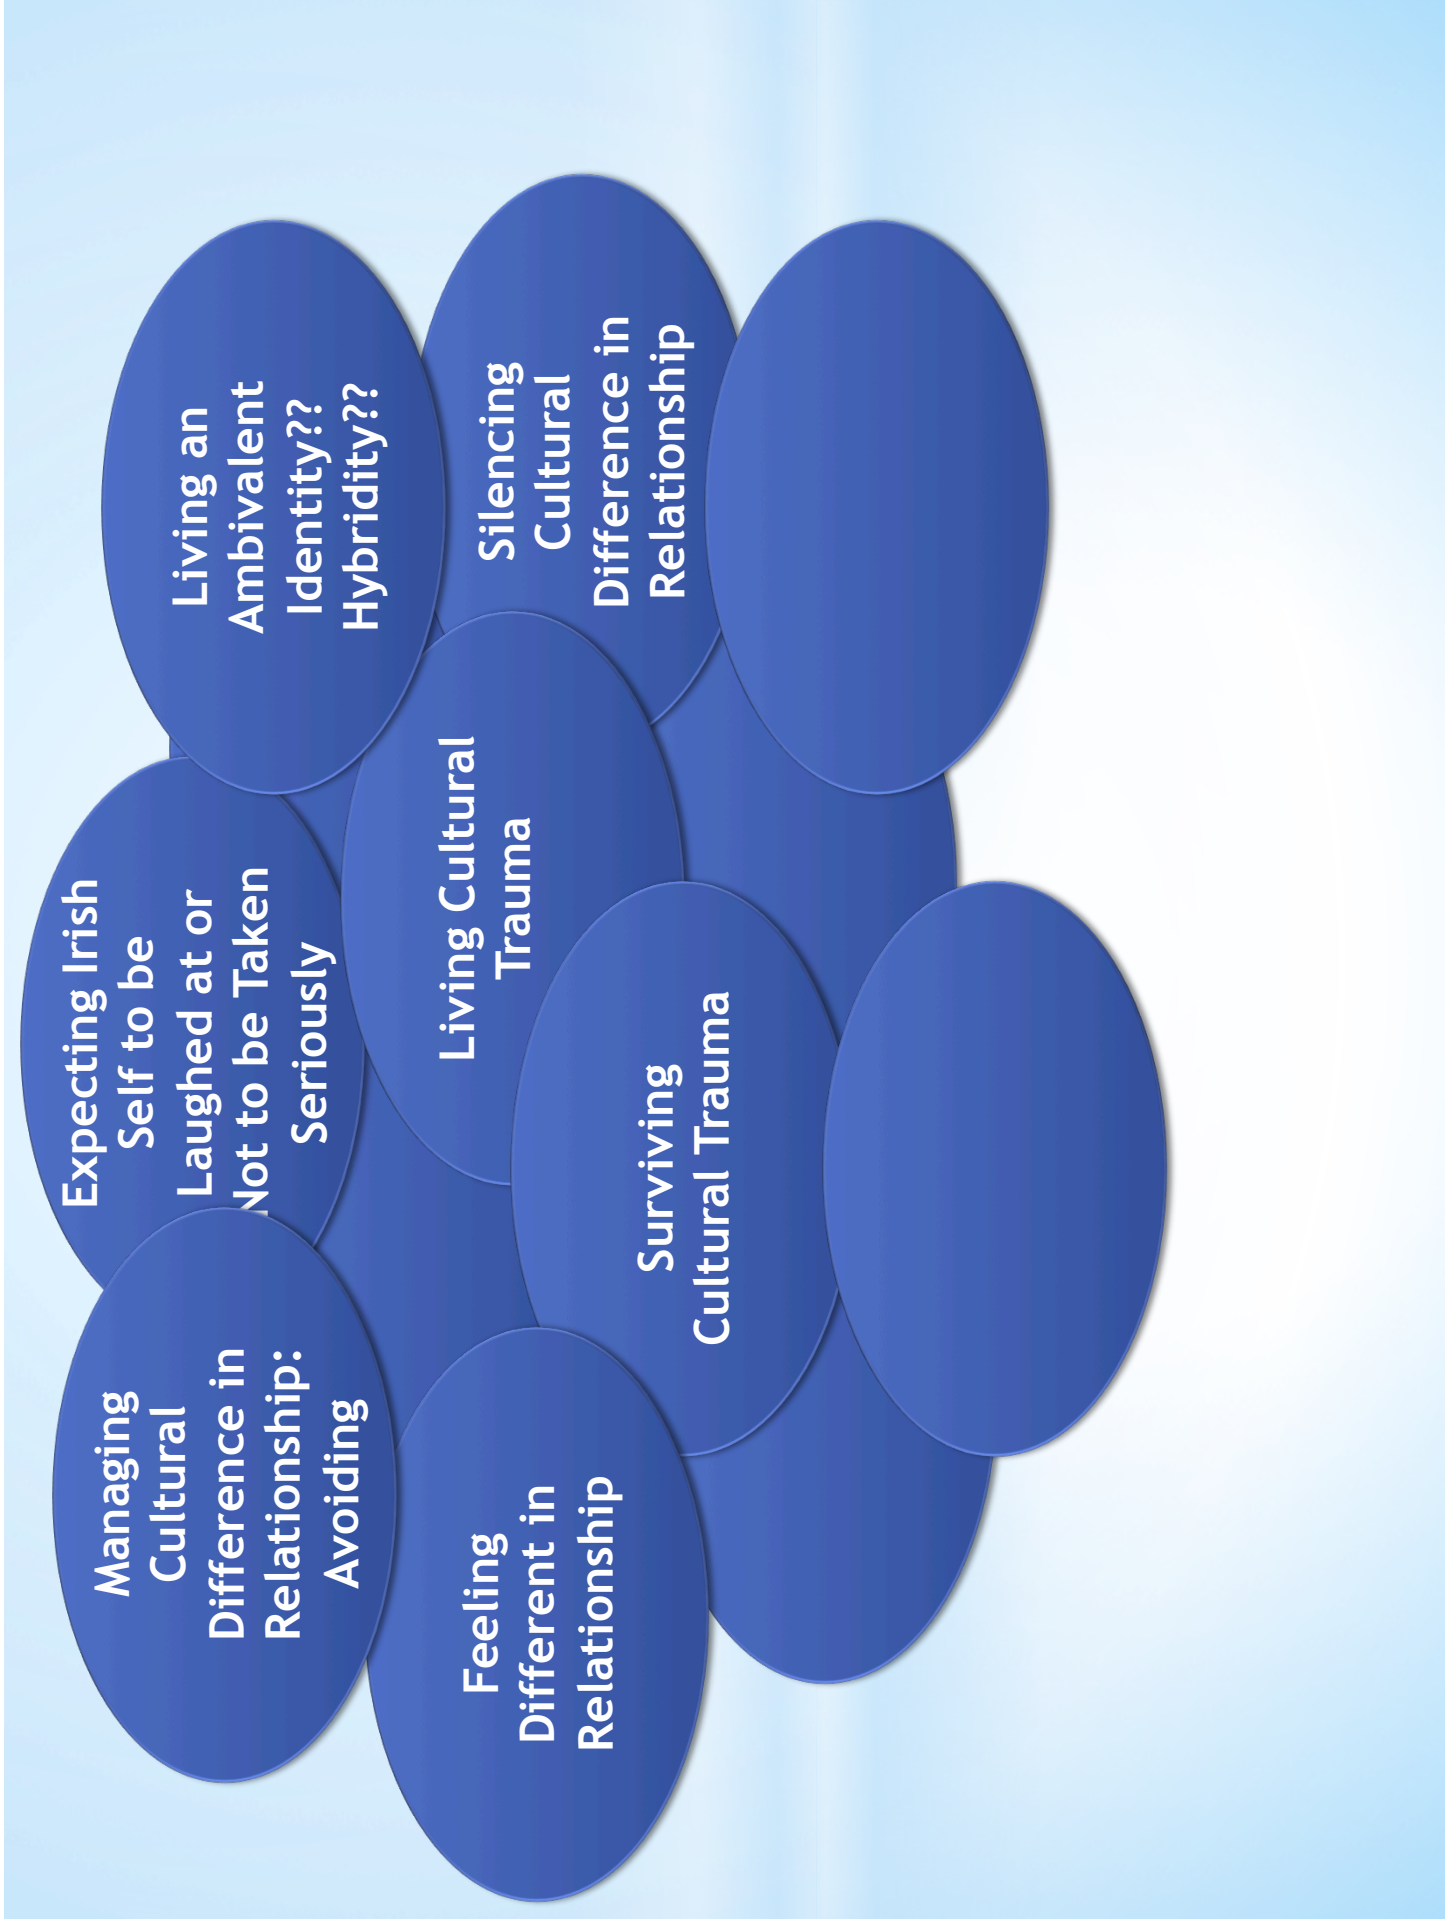 Managing
Cultural
Difference in
Relationship:
Avoiding
Expecting Irish
Self to be
Laughed at or
Not to be Taken
Seriously
Living an
Ambivalent
Identity??
Hybridity??
Feeling
Different in
Relationship
Living Cultural
Trauma
Silencing
Cultural
Difference in
Relationship
Surviving
Cultural Trauma